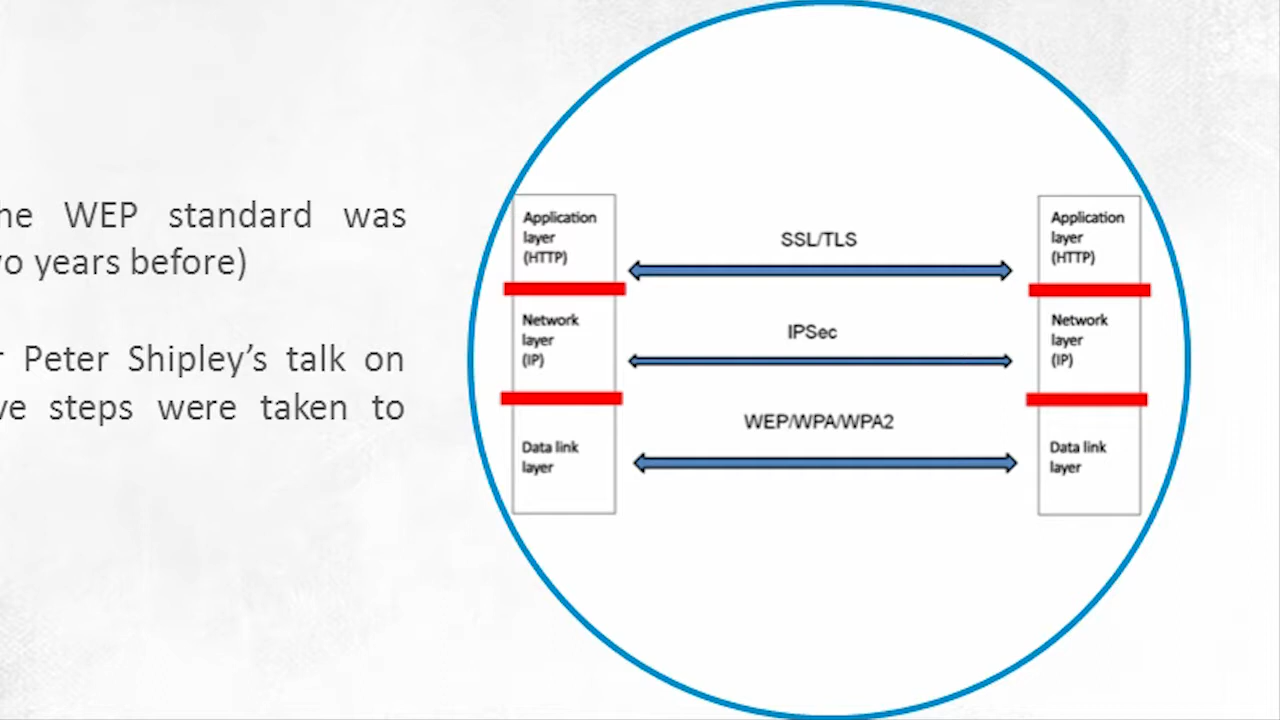 he WEP standard was
o years before)
Peter Shipley's talk on
ve steps were taken to
Application
layer
(HTTP)
Network
layer
(IP)
Data link
layer
SSL/TLS
IPSec
WEP/WPA/WPA2
Application
layer
(HTTP)
Network
layer
(IP)
Data link
layer